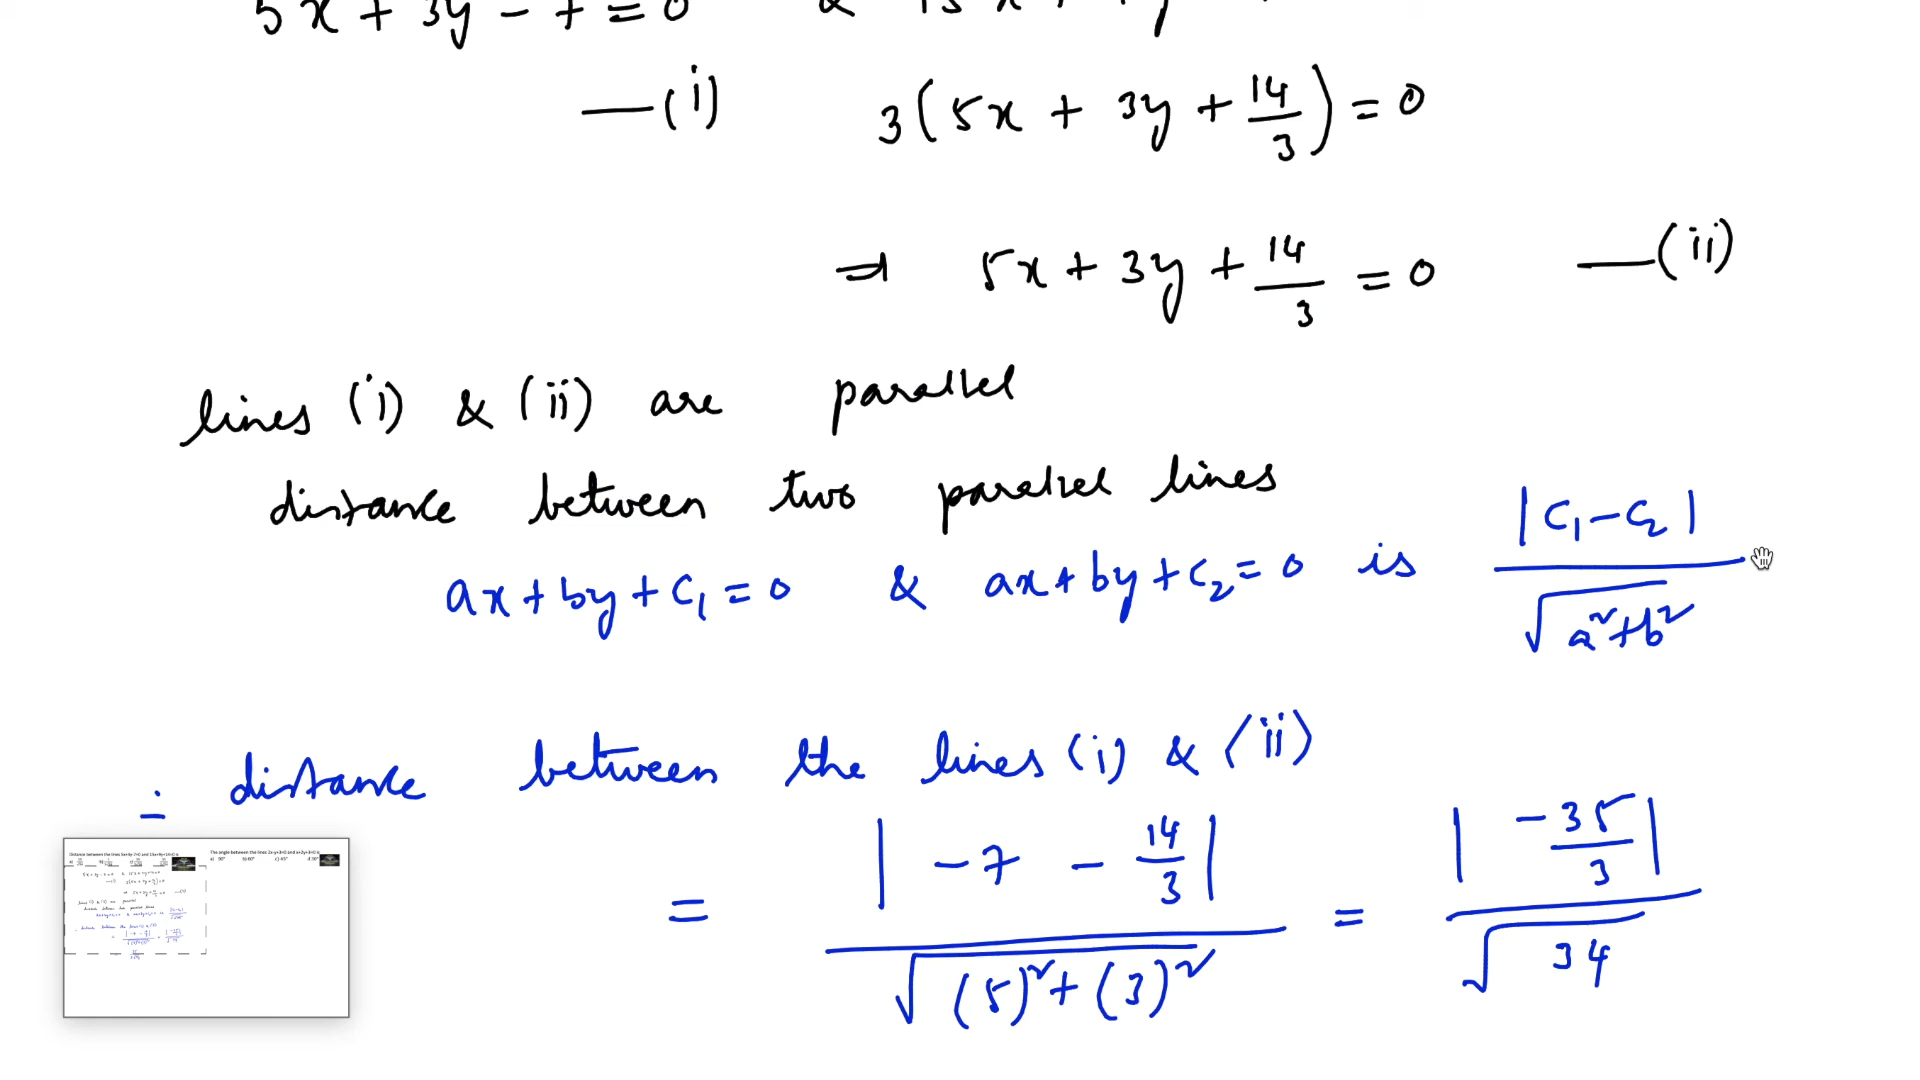 5x + 3y - 7 = 0 & 15x +
—(i) 3(5x + 3y + 14/3) = 0
⇒ 5x + 3y + 14/3 = 0 —(ii)
lines (i) & (ii) are parallel
distance between two parallel lines
ax + by + c₁ = 0 & ax + by + c₂ = 0 is |c₁ - c₂| / √(a² + b²)
∴ distance between the lines (i) & (ii)
= |-7 - 14/3| / √((5)² + (3)²) = |-35/3| / √34